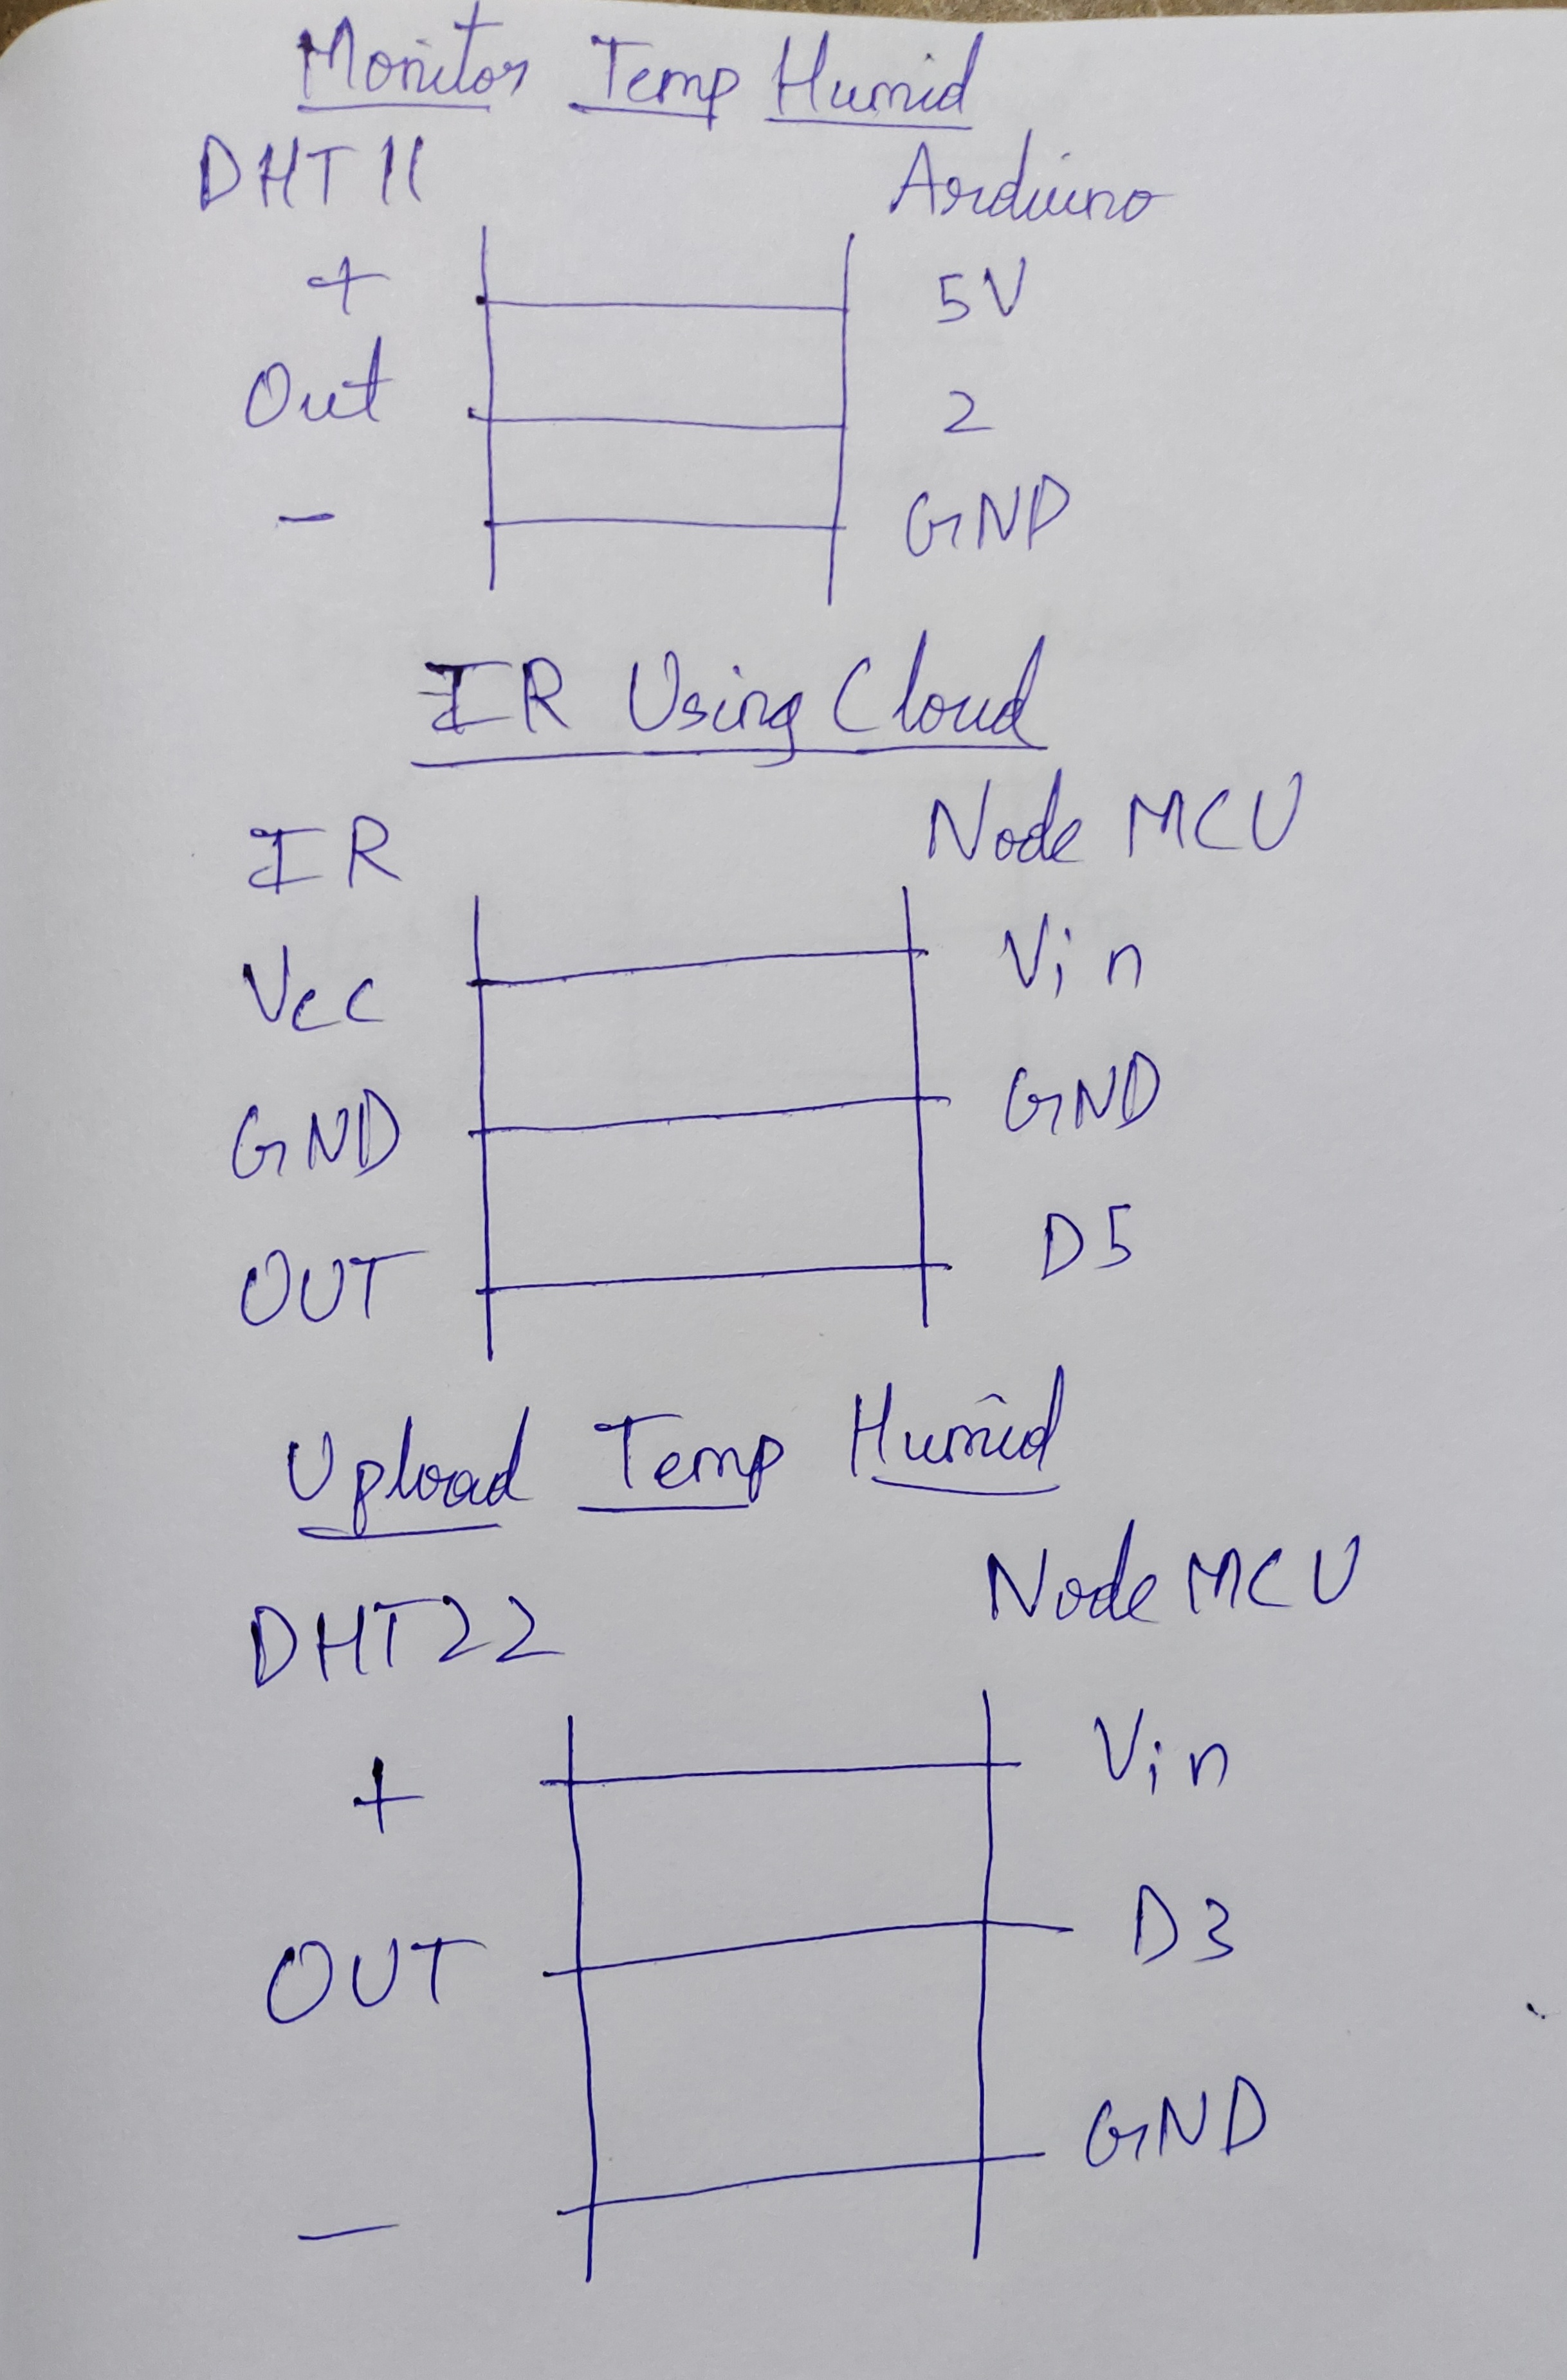 Monitor Temp Humid
DHT11 Arduino
+ 5V
Out 2
- GND
IR Using Cloud
IR Node MCU
Vcc Vin
GND GND
OUT D5
Upload Temp Humid
DHT22 Node MCU
+ Vin
OUT D3
- GND